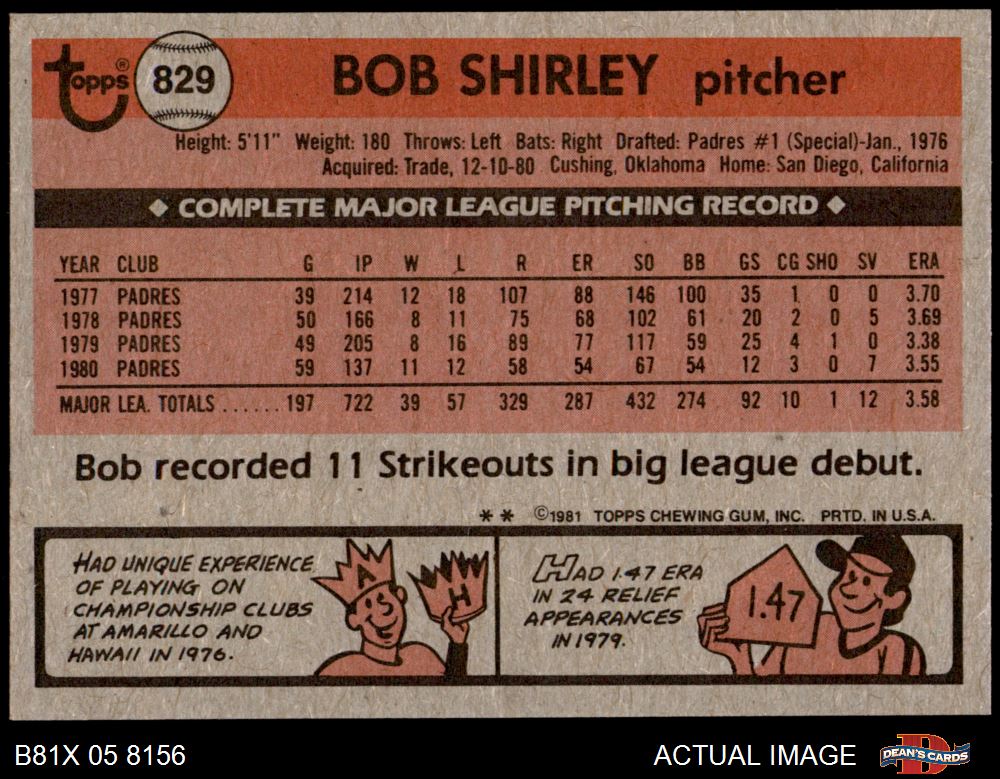 topps® 829 BOB SHIRLEY pitcher
Height: 5'11" Weight: 180 Throws: Left Bats: Right Drafted: Padres #1 (Special)-Jan., 1976
Acquired: Trade, 12-10-80 Cushing, Oklahoma Home: San Diego, California
◆ COMPLETE MAJOR LEAGUE PITCHING RECORD ◆
YEAR CLUB G IP W L R ER SO BB GS CG SHO SV ERA
1977 PADRES 39 214 12 18 107 88 146 100 35 1 0 0 3.70
1978 PADRES 50 166 8 11 75 68 102 61 20 2 0 5 3.69
1979 PADRES 49 205 8 16 89 77 117 59 25 4 1 0 3.38
1980 PADRES 59 137 11 12 58 54 67 54 12 3 0 7 3.55
MAJOR LEA. TOTALS ...... 197 722 39 57 329 287 432 274 92 10 1 12 3.58
Bob recorded 11 Strikeouts in big league debut.
** ©1981 TOPPS CHEWING GUM, INC. PRTD. IN U.S.A.
HAD UNIQUE EXPERIENCE
OF PLAYING ON
CHAMPIONSHIP CLUBS
AT AMARILLO AND
HAWAII IN 1976.
A
H
HAD 1.47 ERA
IN 24 RELIEF
APPEARANCES
IN 1979.
1.47
B81X 05 8156 ACTUAL IMAGE D DEAN'S CARDS